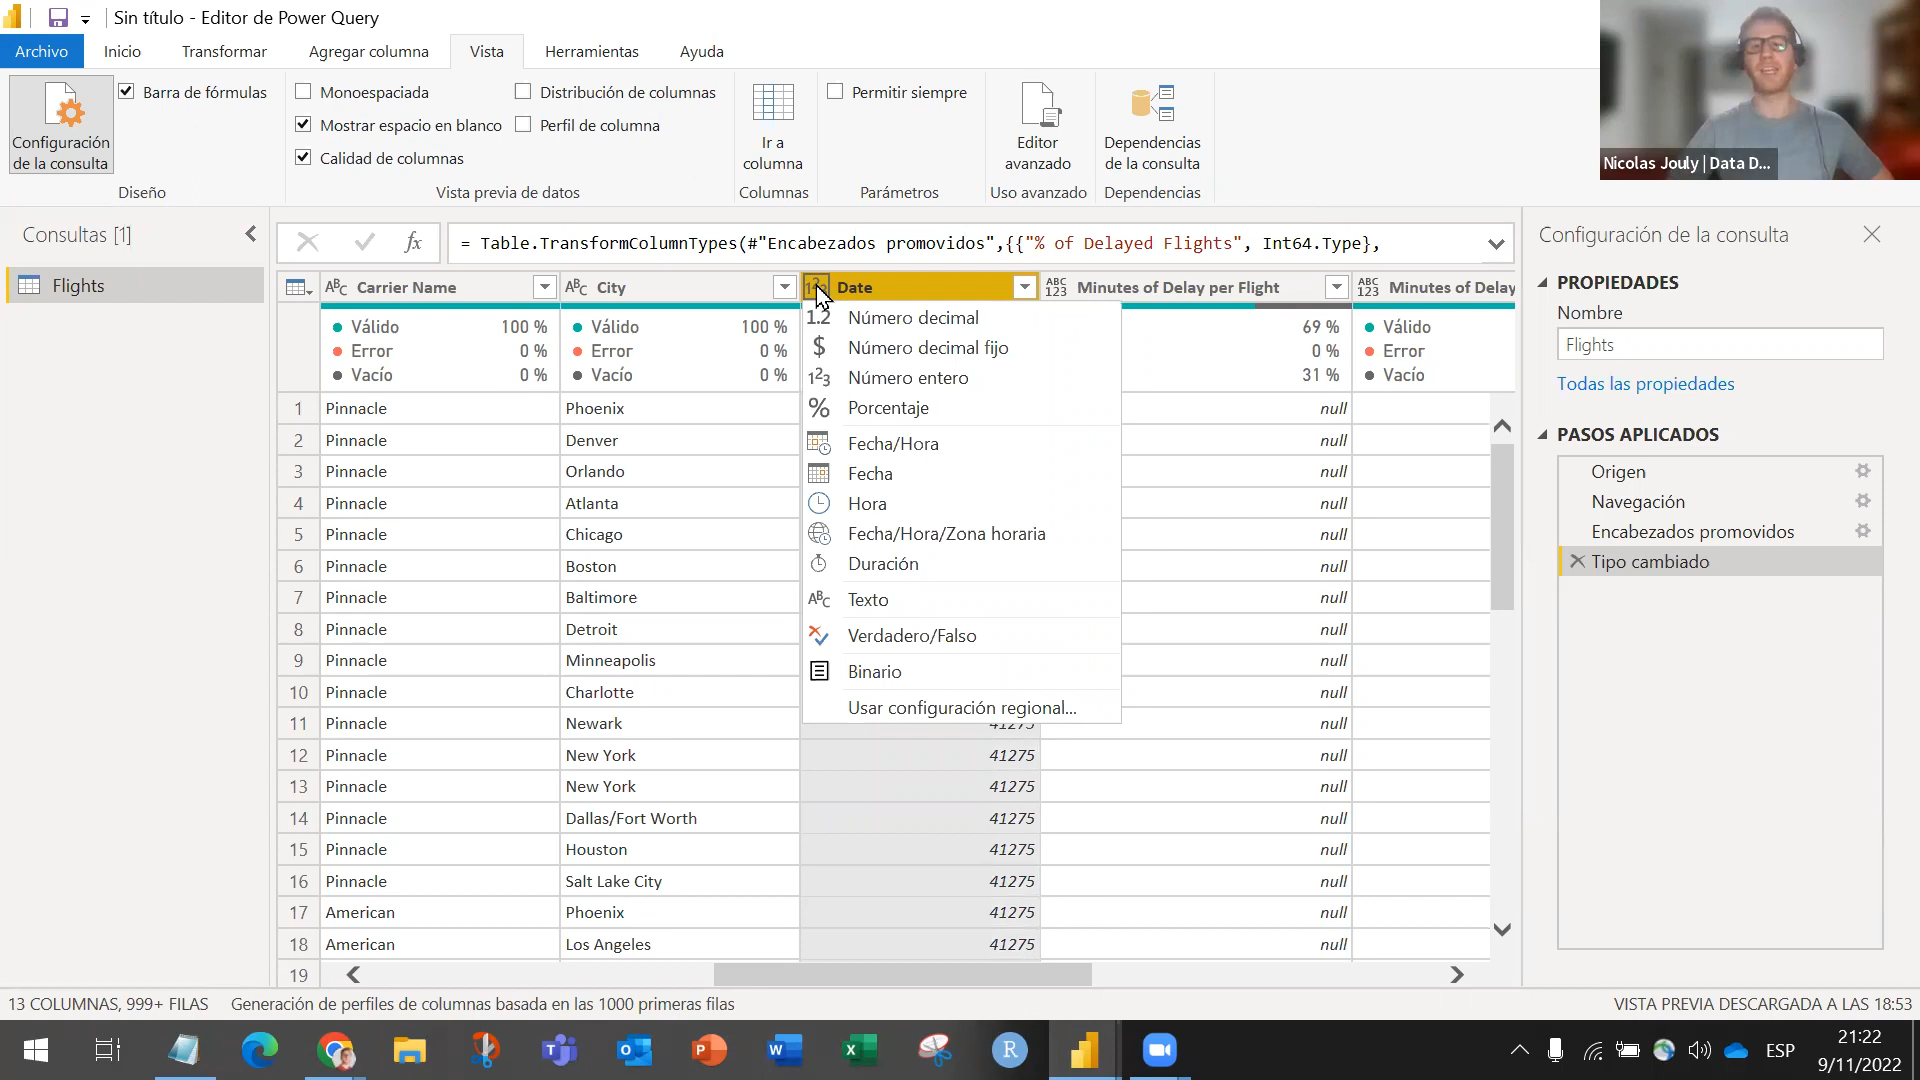 Sin título - Editor de Power Query
Archivo Inicio Transformar Agregar columna Vista Herramientas Ayuda
Configuración de la consulta
Barra de fórmulas
Diseño
Monoespaciada
Mostrar espacio en blanco
Calidad de columnas
Distribución de columnas
Perfil de columna
Vista previa de datos
Ir a columna
Columnas
Permitir siempre
Parámetros
Editor avanzado
Uso avanzado
Dependencias de la consulta
Dependencias
Nicolas Jouly | Data D...
Consultas [1]
Flights
fx = Table.TransformColumnTypes(#"Encabezados promovidos",{{"% of Delayed Flights", Int64.Type},
Carrier Name City Date Minutes of Delay per Flight Minutes of Delay
Válido 100 % Válido 100 % 69 % Válido
Error 0 % Error 0 % 0 % Error
Vacío 0 % Vacío 0 % 31 % Vacío
1.2 Número decimal
$ Número decimal fijo
123 Número entero
% Porcentaje
Fecha/Hora
Fecha
Hora
Fecha/Hora/Zona horaria
Duración
ABC Texto
Verdadero/Falso
Binario
Usar configuración regional...
1 Pinnacle Phoenix null
2 Pinnacle Denver null
3 Pinnacle Orlando null
4 Pinnacle Atlanta null
5 Pinnacle Chicago null
6 Pinnacle Boston null
7 Pinnacle Baltimore null
8 Pinnacle Detroit null
9 Pinnacle Minneapolis null
10 Pinnacle Charlotte null
11 Pinnacle Newark 41275 null
12 Pinnacle New York 41275 null
13 Pinnacle New York 41275 null
14 Pinnacle Dallas/Fort Worth 41275 null
15 Pinnacle Houston 41275 null
16 Pinnacle Salt Lake City 41275 null
17 American Phoenix 41275 null
18 American Los Angeles 41275 null
19
Configuración de la consulta
PROPIEDADES
Nombre
Flights
Todas las propiedades
PASOS APLICADOS
Origen
Navegación
Encabezados promovidos
Tipo cambiado
13 COLUMNAS, 999+ FILAS Generación de perfiles de columnas basada en las 1000 primeras filas VISTA PREVIA DESCARGADA A LAS 18:53
ESP
21:22
9/11/2022